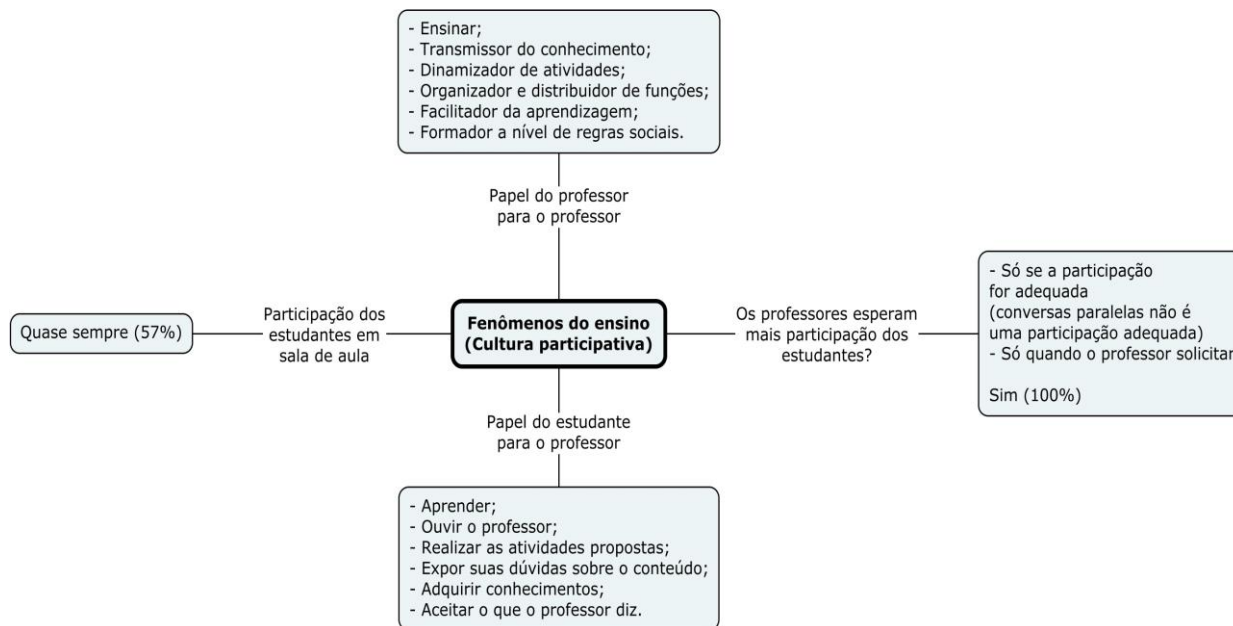 - Ensinar;
- Transmissor do conhecimento;
- Dinamizador de atividades;
- Organizador e distribuidor de funções;
- Facilitador da aprendizagem;
- Formador a nível de regras sociais.
Papel do professor
para o professor
Quase sempre (57%)
Participação dos
estudantes em
sala de aula
Fenômenos do ensino
(Cultura participativa)
Os professores esperam
mais participação dos
estudantes?
- Só se a participação
for adequada
(conversas paralelas não é
uma participação adequada)
- Só quando o professor solicitar
Sim (100%)
Papel do estudante
para o professor
- Aprender;
- Ouvir o professor;
- Realizar as atividades propostas;
- Expor suas dúvidas sobre o conteúdo;
- Adquirir conhecimentos;
- Aceitar o que o professor diz.